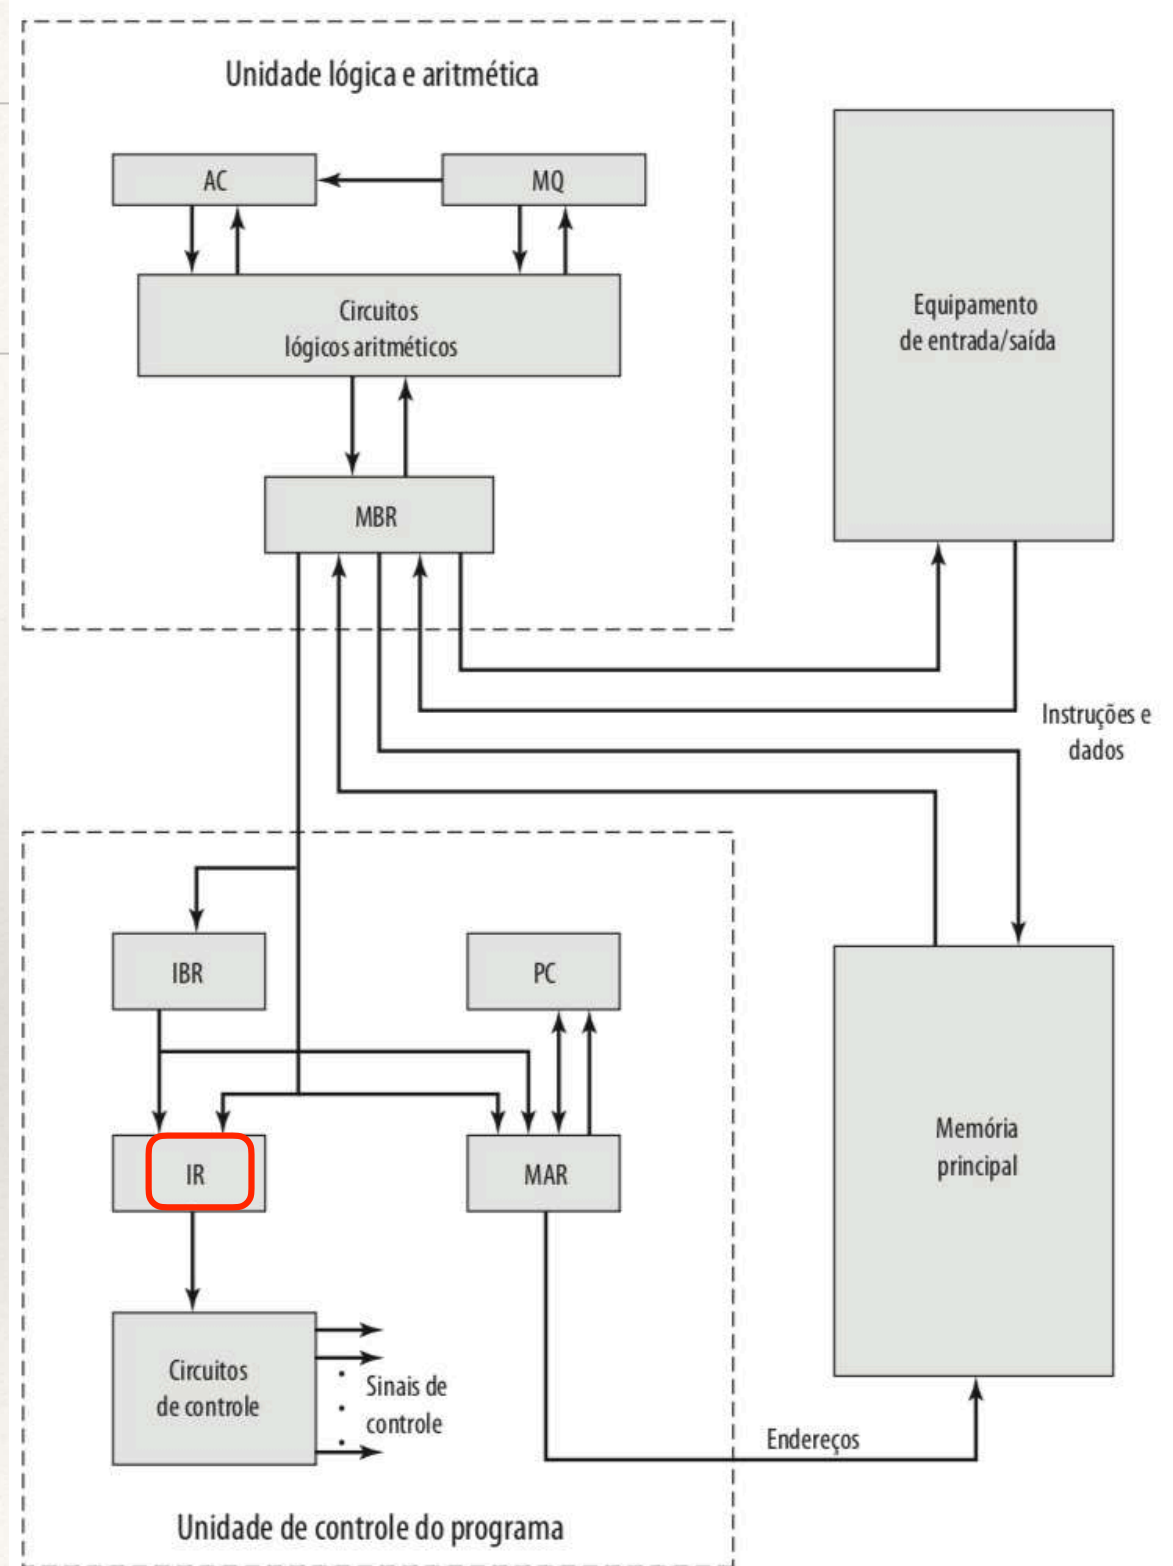 Unidade lógica e aritmética
AC
MQ
Circuitos
lógicos aritméticos
Equipamento
de entrada/saída
MBR
Instruções e
dados
IBR
PC
IR
MAR
Memória
principal
Circuitos
de controle
Sinais de
controle
Endereços
Unidade de controle do programa